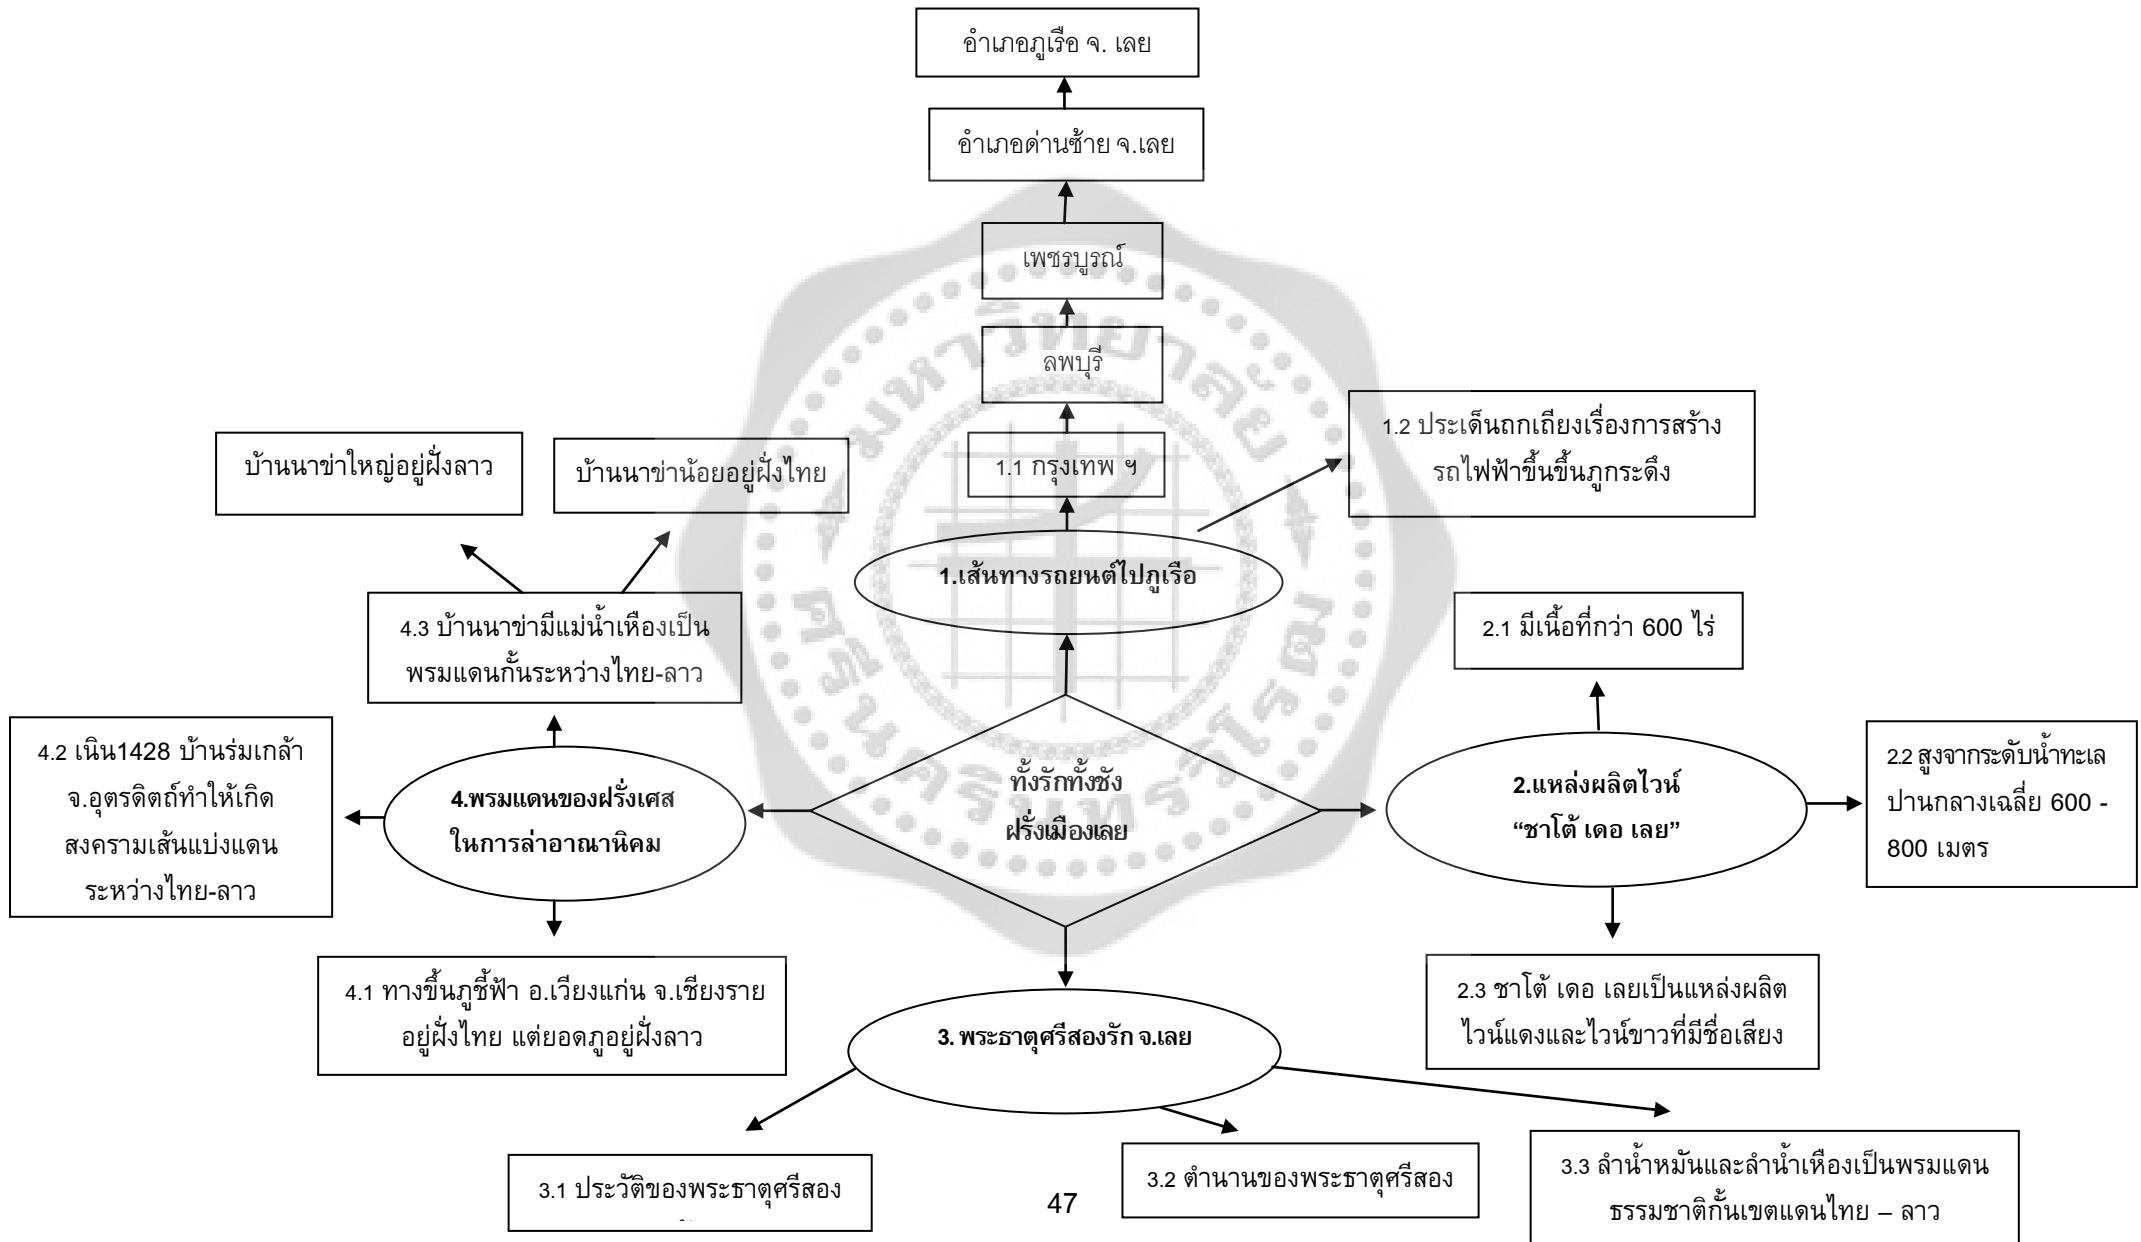 อำเภอภูเรือ จ. เลย
อำเภอด่านซ้าย จ.เลย
เพชรบูรณ์
ลพบุรี
1.1 กรุงเทพ ฯ
1.2 ประเด็นถกเถียงเรื่องการสร้าง
รถไฟฟ้าขึ้นขึ้นภูกระดึง
บ้านนาข่าใหญ่อยู่ฝั่งลาว
บ้านนาข่าน้อยอยู่ฝั่งไทย
1.เส้นทางรถยนต์ไปภูเรือ
4.3 บ้านนาข่ามีแม่น้ำเหืองเป็น
พรมแดนกั้นระหว่างไทย-ลาว
2.1 มีเนื้อที่กว่า 600 ไร่
4.2 เนิน1428 บ้านร่มเกล้า
จ.อุตรดิตถ์ทำให้เกิด
สงครามเส้นแบ่งแดน
ระหว่างไทย-ลาว
4.พรมแดนของฝรั่งเศส
ในการล่าอาณานิคม
ทั้งรักทั้งชัง
ฝรั่งเมืองเลย
2.แหล่งผลิตไวน์
“ชาโต้ เดอ เลย”
2.2 สูงจากระดับน้ำทะเล
ปานกลางเฉลี่ย 600 -
800 เมตร
4.1 ทางขึ้นภูชี้ฟ้า อ.เวียงแก่น จ.เชียงราย
อยู่ฝั่งไทย แต่ยอดภูอยู่ฝั่งลาว
3. พระธาตุศรีสองรัก จ.เลย
2.3 ชาโต้ เดอ เลยเป็นแหล่งผลิต
ไวน์แดงและไวน์ขาวที่มีชื่อเสียง
3.1 ประวัติของพระธาตุศรีสอง
3.2 ตำนานของพระธาตุศรีสอง
3.3 ลำน้ำหมันและลำน้ำเหืองเป็นพรมแดน
ธรรมชาติกั้นเขตแดนไทย – ลาว
47
มหาวิทยาลัย
ศรีนครินทรวิโรฒ